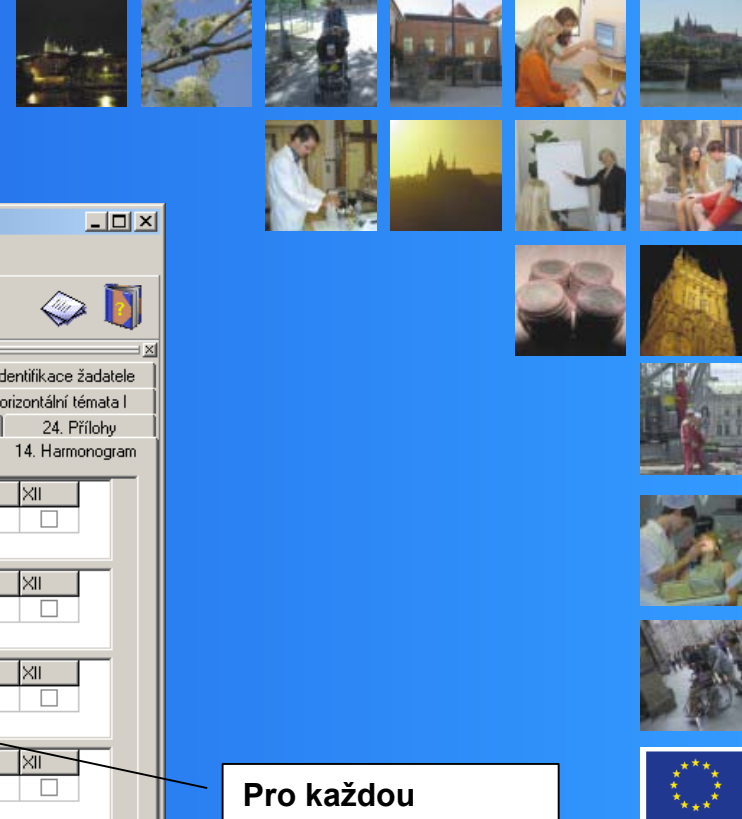 dentifikace žadatele
orizontální témata I
24. Přílohy
14. Harmonogram
XII
XII
XII
XII
Pro každou